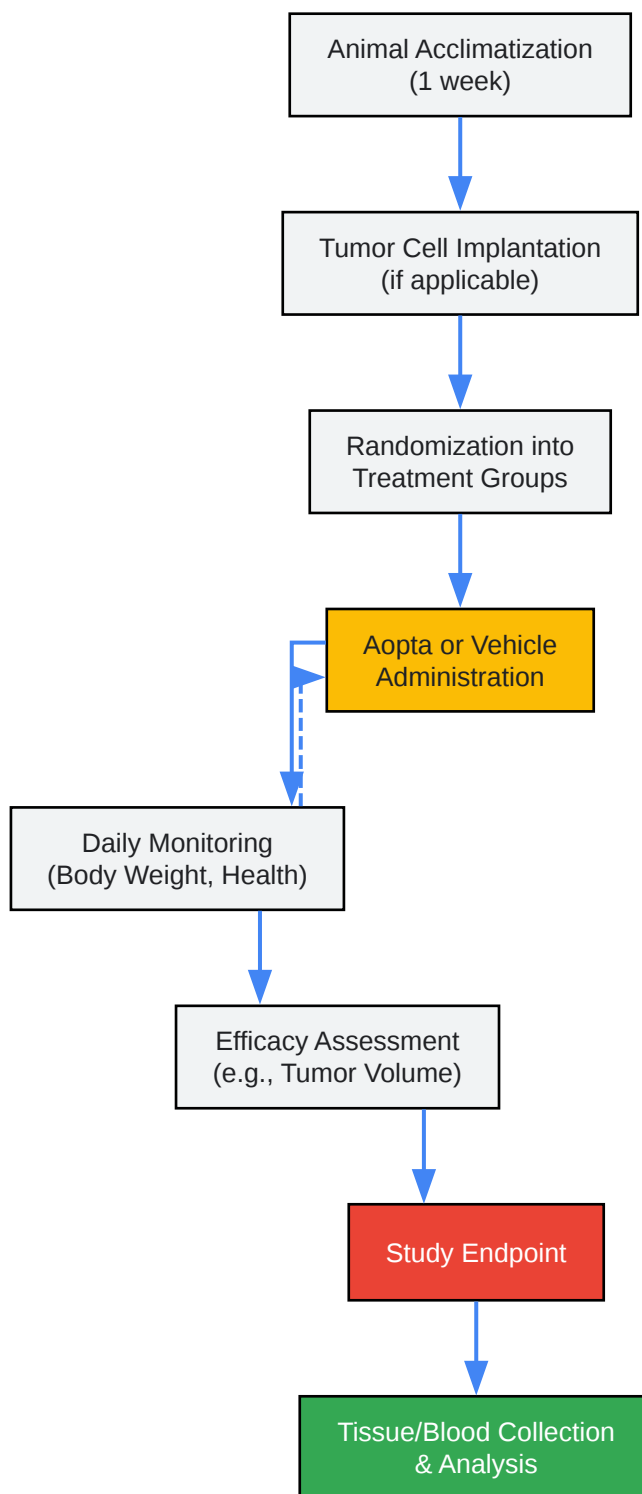 Animal Acclimatization
(1 week)
Tumor Cell Implantation
(if applicable)
Randomization into
Treatment Groups
Aopta or Vehicle
Administration
Daily Monitoring
(Body Weight, Health)
Efficacy Assessment
(e.g., Tumor Volume)
Study Endpoint
Tissue/Blood Collection
& Analysis